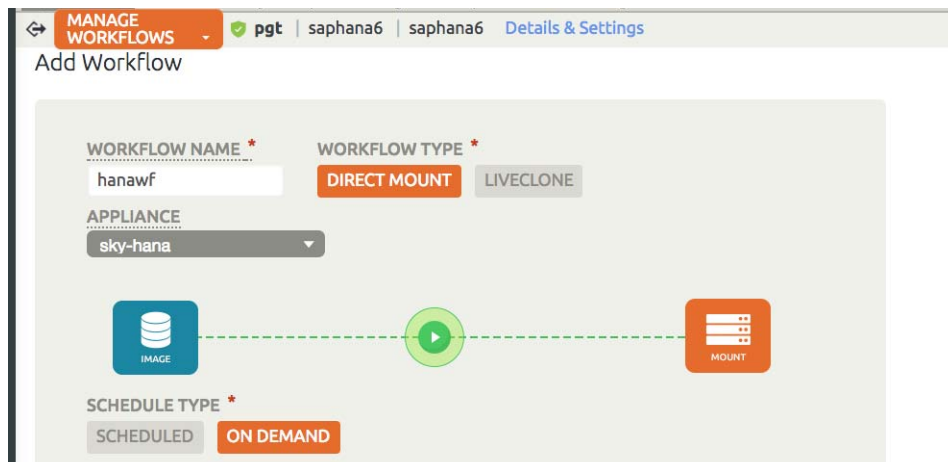 MANAGE
WORKFLOWS
pgt | saphana6 | saphana6 Details & Settings
Add Workflow
WORKFLOW NAME * WORKFLOW TYPE *
hanawf DIRECT MOUNT LIVECLONE
APPLIANCE
sky-hana
IMAGE MOUNT
SCHEDULE TYPE *
SCHEDULED ON DEMAND